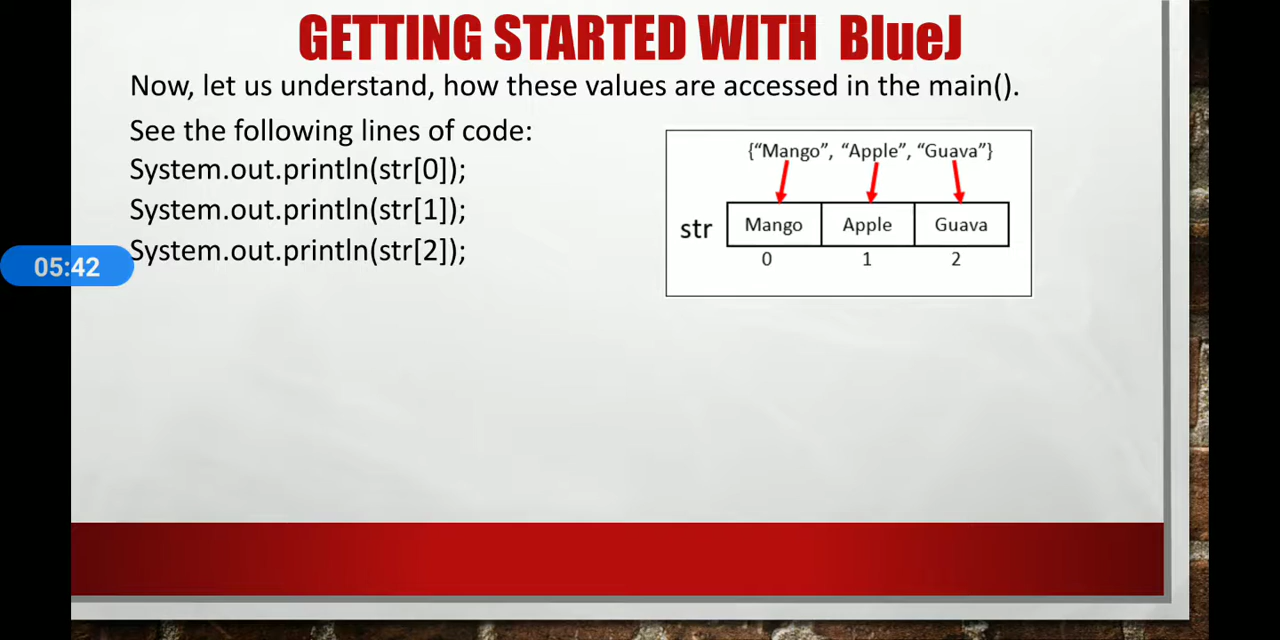 GETTING STARTED WITH BlueJ
Now, let us understand, how these values are accessed in the main().
See the following lines of code:
System.out.println(str[0]);
System.out.println(str[1]);
System.out.println(str[2]);
05:42
{“Mango”, “Apple”, “Guava”}
str Mango Apple Guava
0 1 2